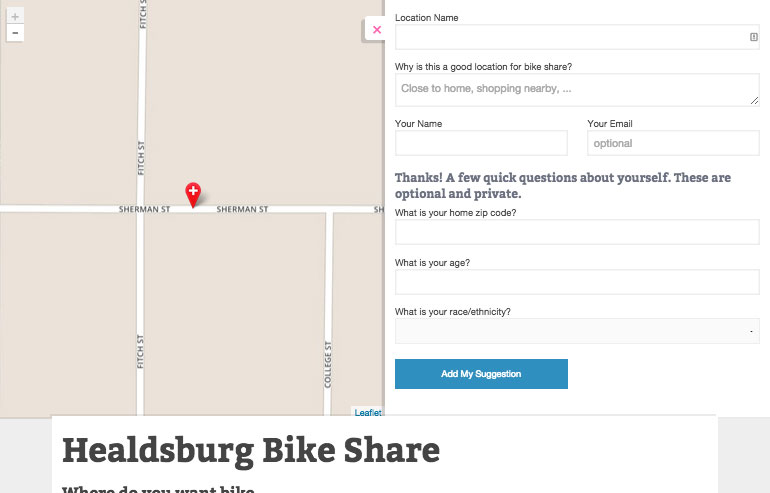 +
-
FITCH ST
FITCH ST
SHERMAN ST
SHERMAN ST
SH
FITCH ST
COLLEGE ST
Leaflet
×
Location Name
Why is this a good location for bike share?
Close to home, shopping nearby, ...
Your Name
Your Email
optional
Thanks! A few quick questions about yourself. These are
optional and private.
What is your home zip code?
What is your age?
What is your race/ethnicity?
-
Add My Suggestion
Healdsburg Bike Share
Where do you want bike